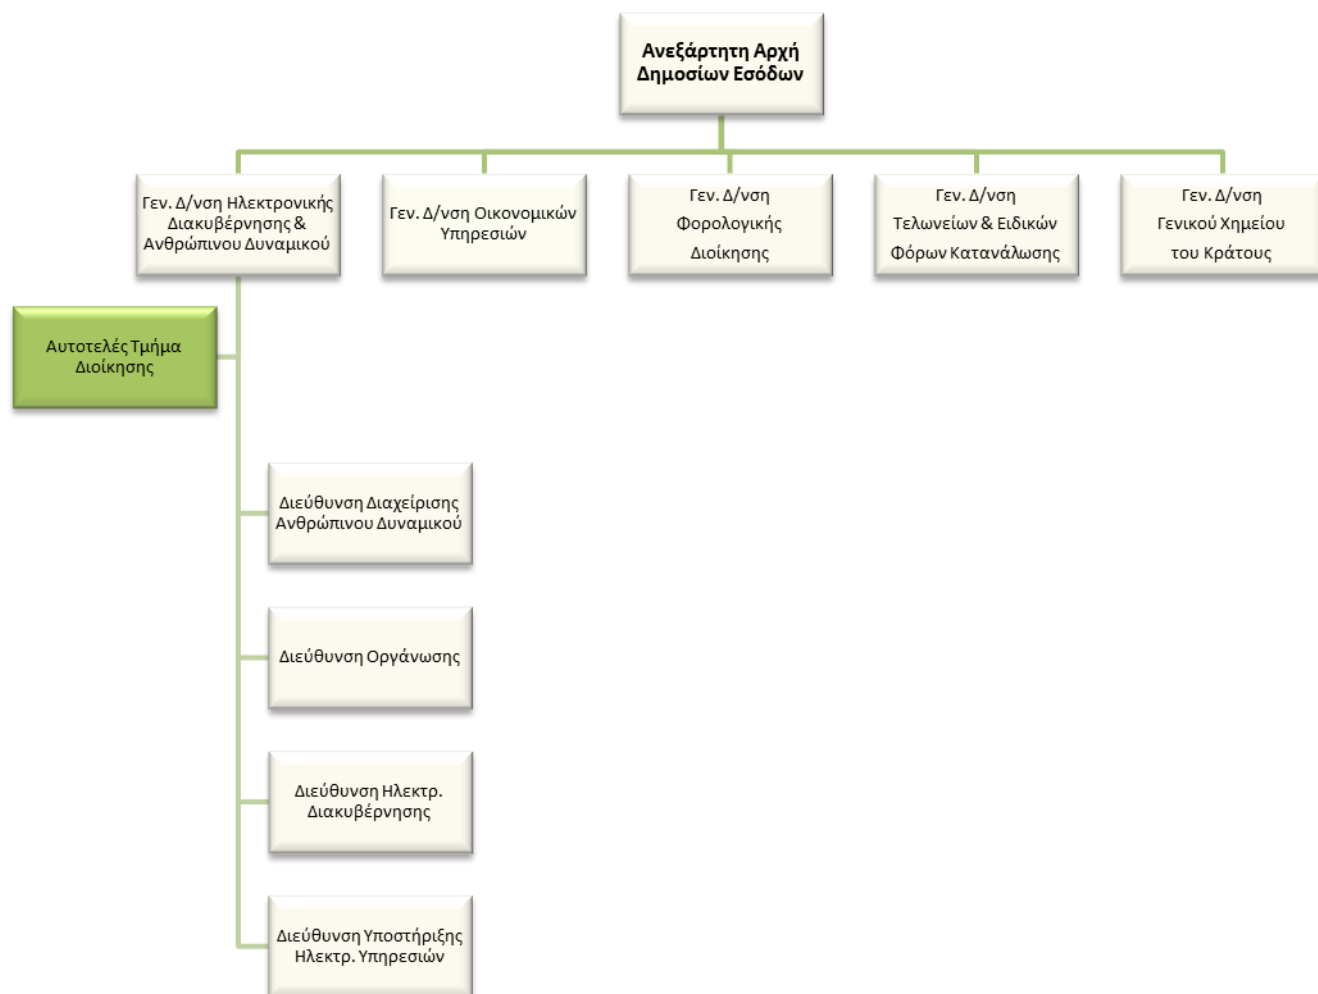 Ανεξάρτητη Αρχή
Δημοσίων Εσόδων
Γεν. Δ/νση Ηλεκτρονικής
Διακυβέρνησης &
Ανθρώπινου Δυναμικού
Γεν. Δ/νση Οικονομικών
Υπηρεσιών
Γεν. Δ/νση
Φορολογικής
Διοίκησης
Γεν. Δ/νση
Τελωνείων & Ειδικών
Φόρων Κατανάλωσης
Γεν. Δ/νση
Γενικού Χημείου
του Κράτους
Αυτοτελές Τμήμα
Διοίκησης
Διεύθυνση Διαχείρισης
Ανθρώπινου Δυναμικού
Διεύθυνση Οργάνωσης
Διεύθυνση Ηλεκτρ.
Διακυβέρνησης
Διεύθυνση Υποστήριξης
Ηλεκτρ. Υπηρεσιών